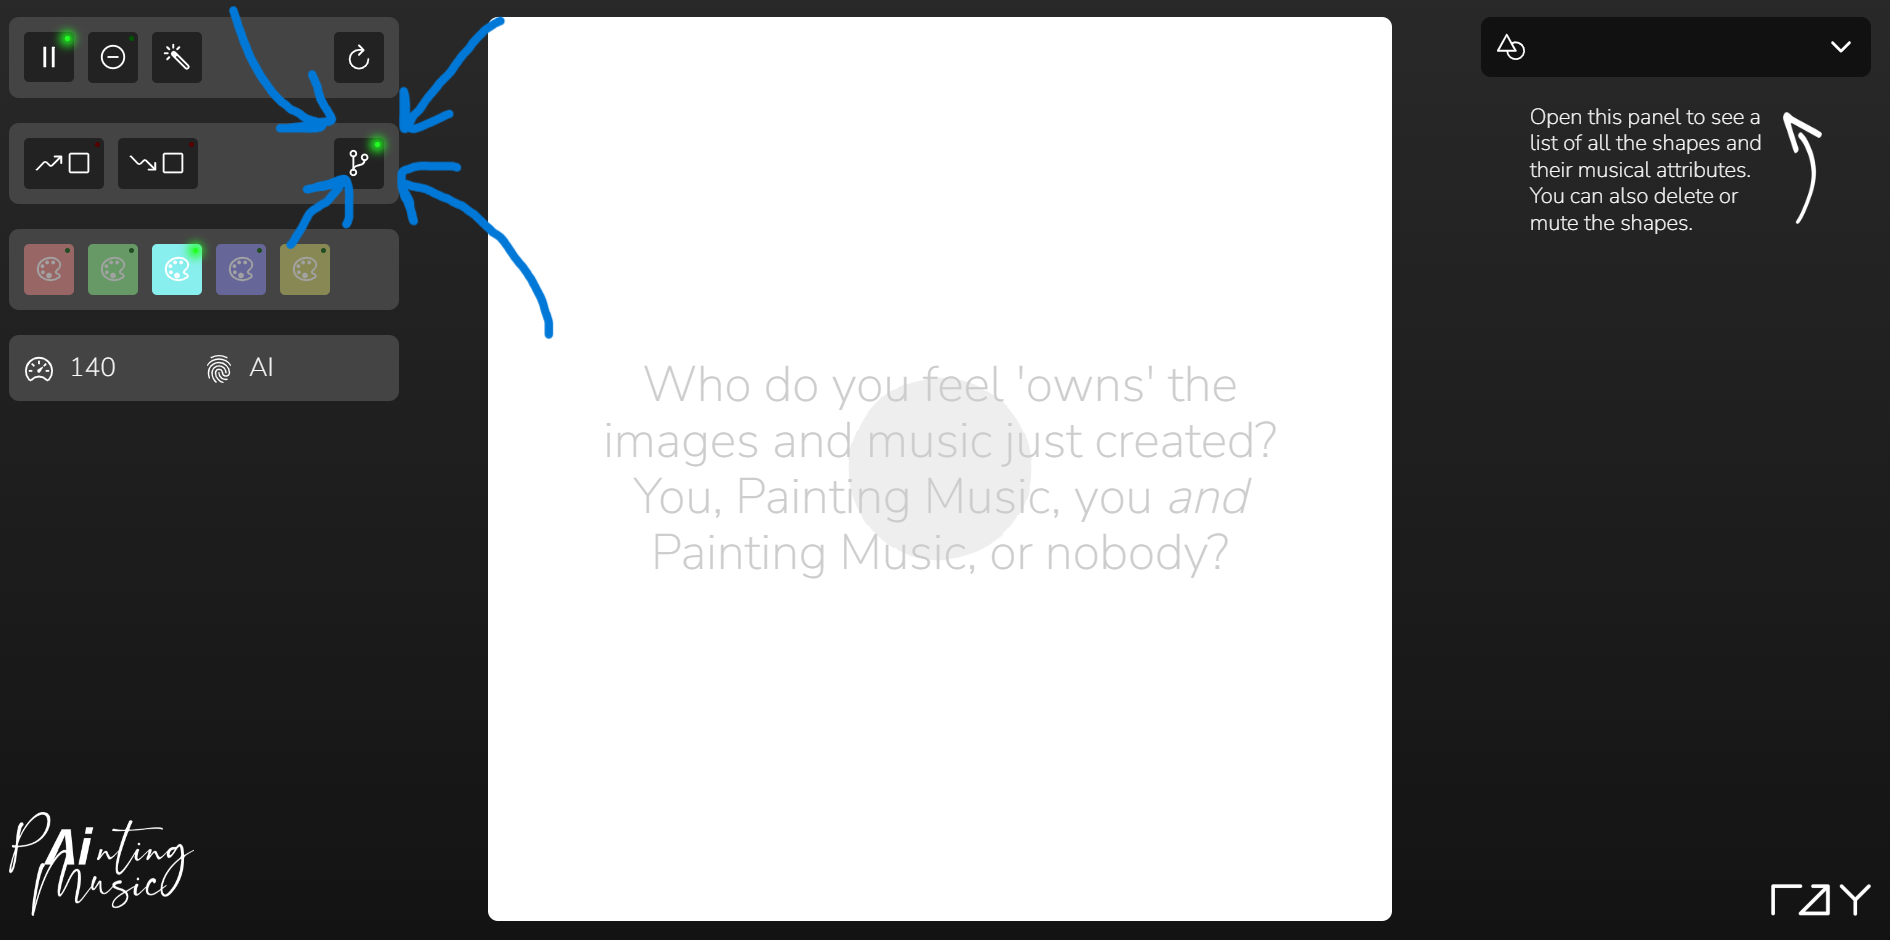 140
AI
Who do you feel 'owns' the
images and music just created?
You, Painting Music, you and
Painting Music, or nobody?
Open this panel to see a
list of all the shapes and
their musical attributes.
You can also delete or
mute the shapes.
PAinting
Music
ray